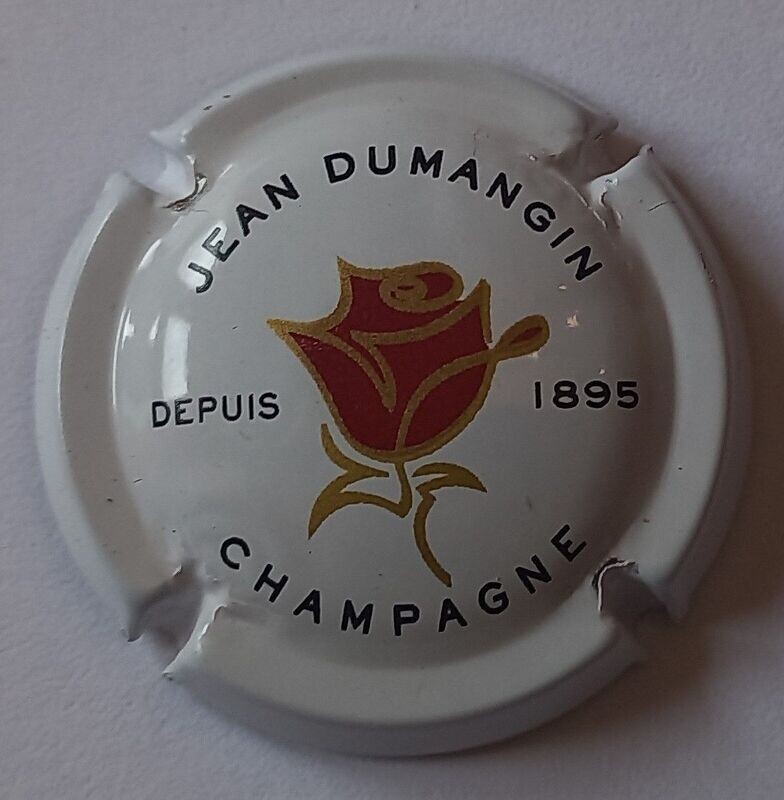 JEAN DUMANGIN
DEPUIS 1895
CHAMPAGNE